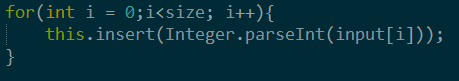 for(int i = 0;i<size; i++){
    this.insert(Integer.parseInt(input[i]));
}